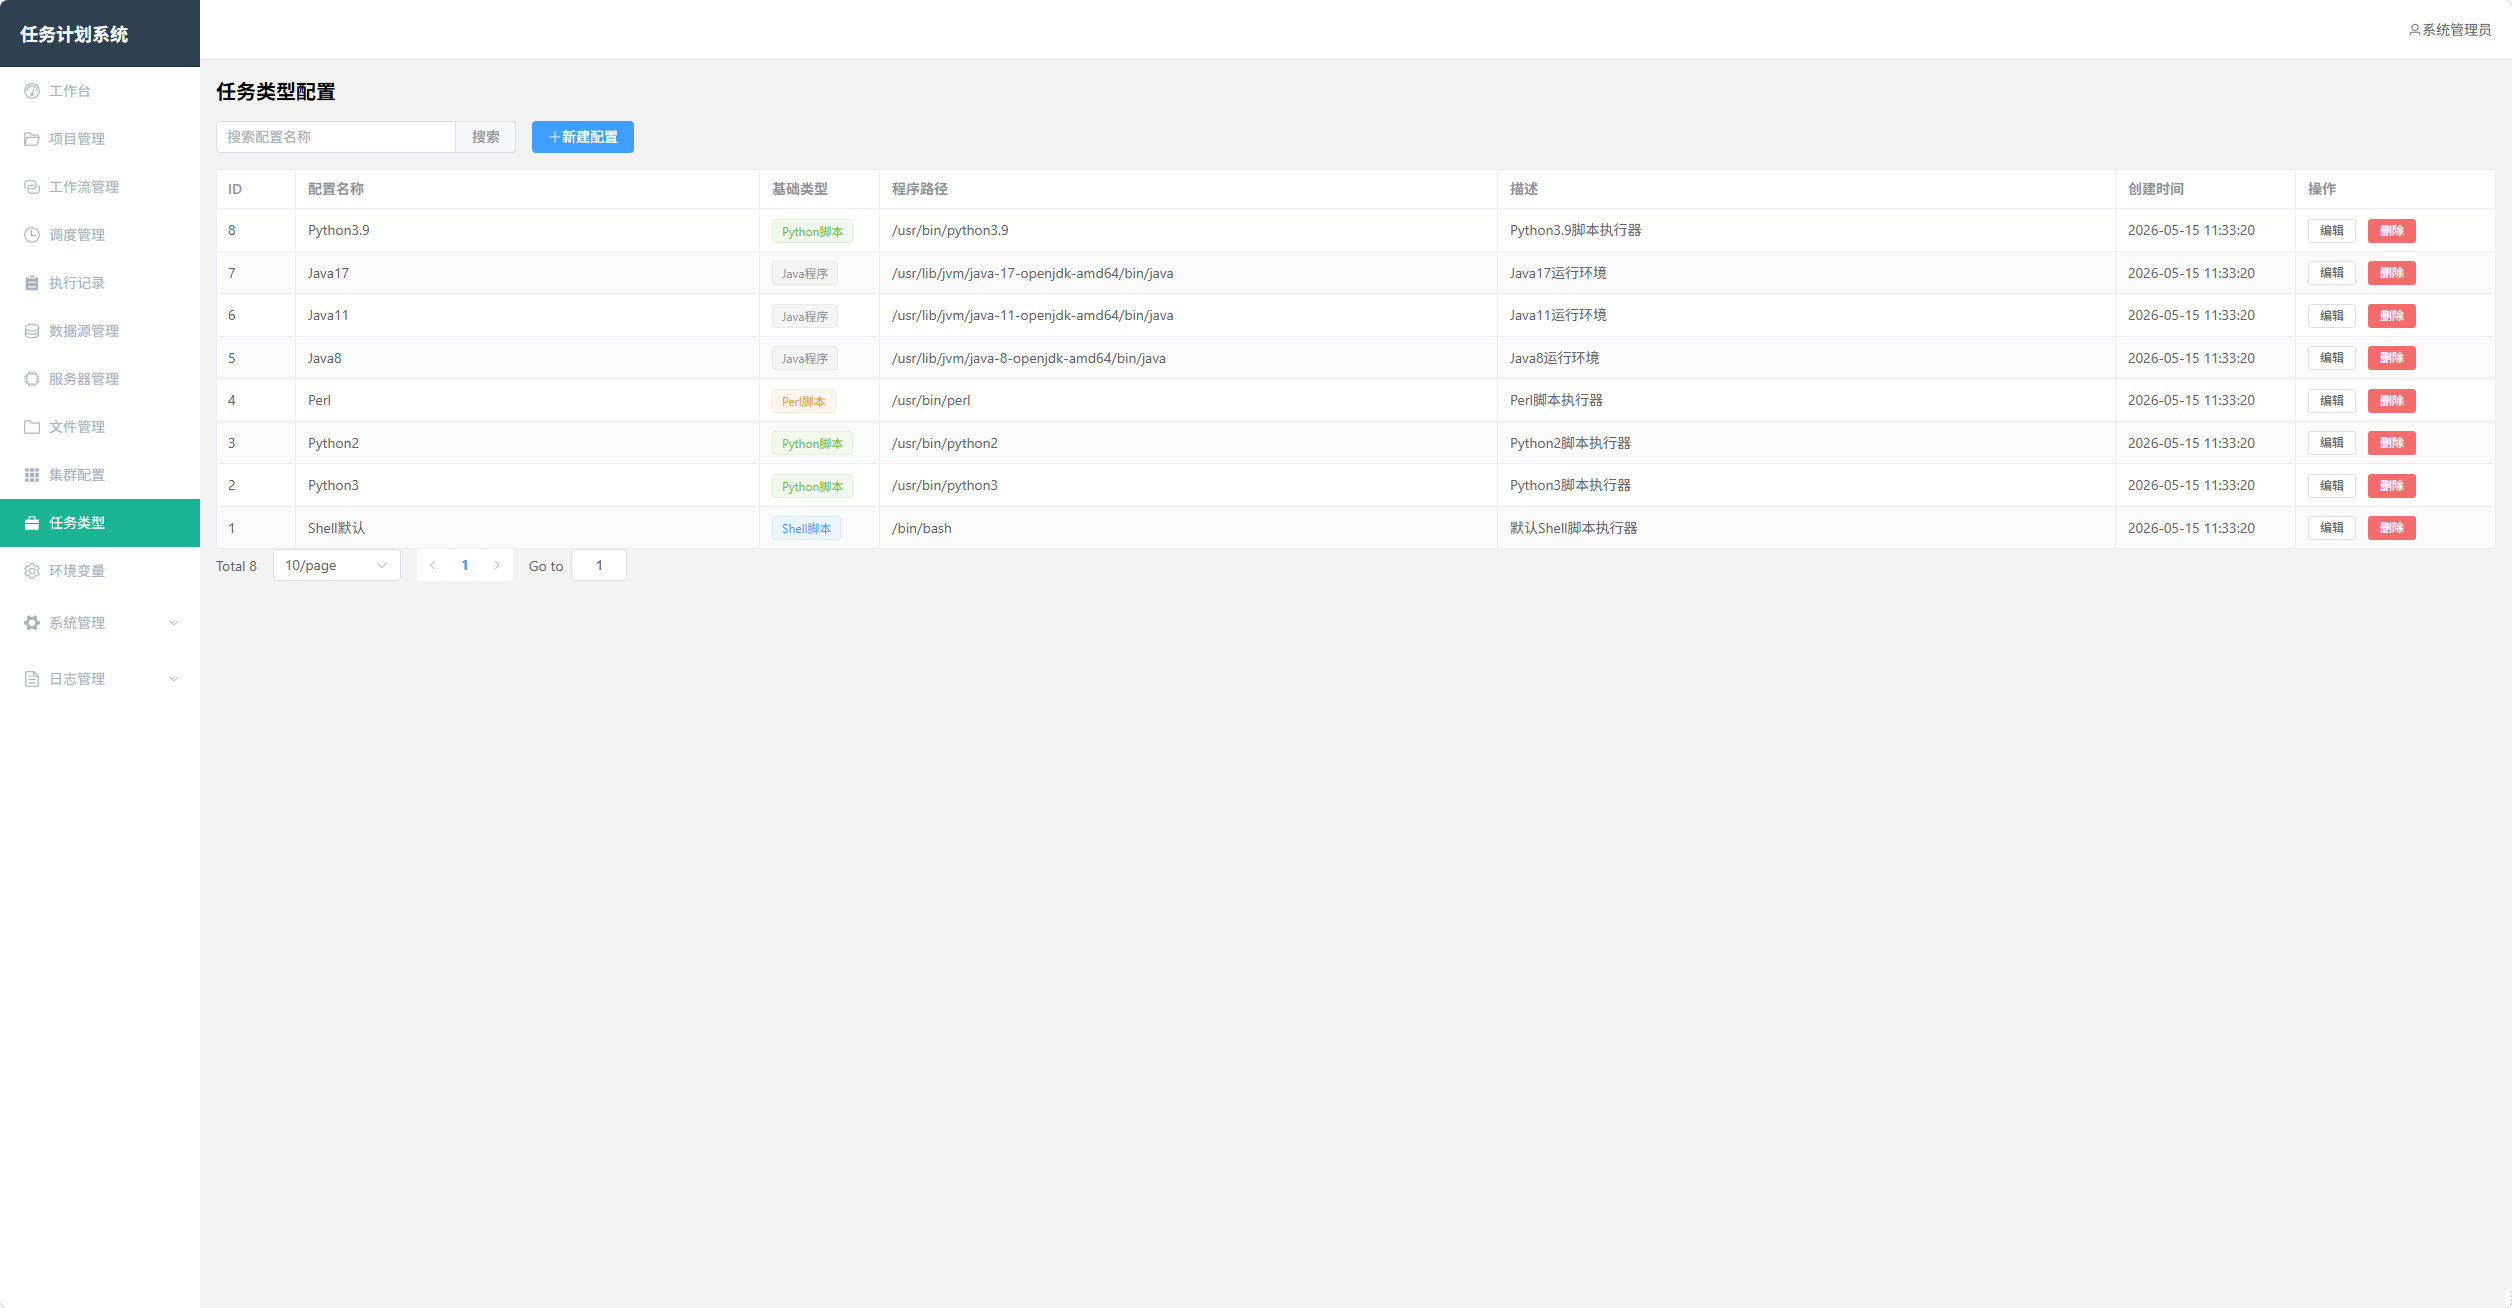 任务计划系统
系统管理员
工作台
项目管理
工作流管理
调度管理
执行记录
数据源管理
服务器管理
文件管理
集群配置
任务类型
环境变量
系统管理
日志管理
任务类型配置
搜索配置名称 搜索 新建配置
ID 配置名称 基础类型 程序路径 描述 创建时间 操作
8 Python3.9 Python脚本 /usr/bin/python3.9 Python3.9脚本执行器 2026-05-15 11:33:20 编辑 删除
7 Java17 Java程序 /usr/lib/jvm/java-17-openjdk-amd64/bin/java Java17运行环境 2026-05-15 11:33:20 编辑 删除
6 Java11 Java程序 /usr/lib/jvm/java-11-openjdk-amd64/bin/java Java11运行环境 2026-05-15 11:33:20 编辑 删除
5 Java8 Java程序 /usr/lib/jvm/java-8-openjdk-amd64/bin/java Java8运行环境 2026-05-15 11:33:20 编辑 删除
4 Perl Perl脚本 /usr/bin/perl Perl脚本执行器 2026-05-15 11:33:20 编辑 删除
3 Python2 Python脚本 /usr/bin/python2 Python2脚本执行器 2026-05-15 11:33:20 编辑 删除
2 Python3 Python脚本 /usr/bin/python3 Python3脚本执行器 2026-05-15 11:33:20 编辑 删除
1 Shell默认 Shell脚本 /bin/bash 默认Shell脚本执行器 2026-05-15 11:33:20 编辑 删除
Total 8 10/page 1 Go to 1